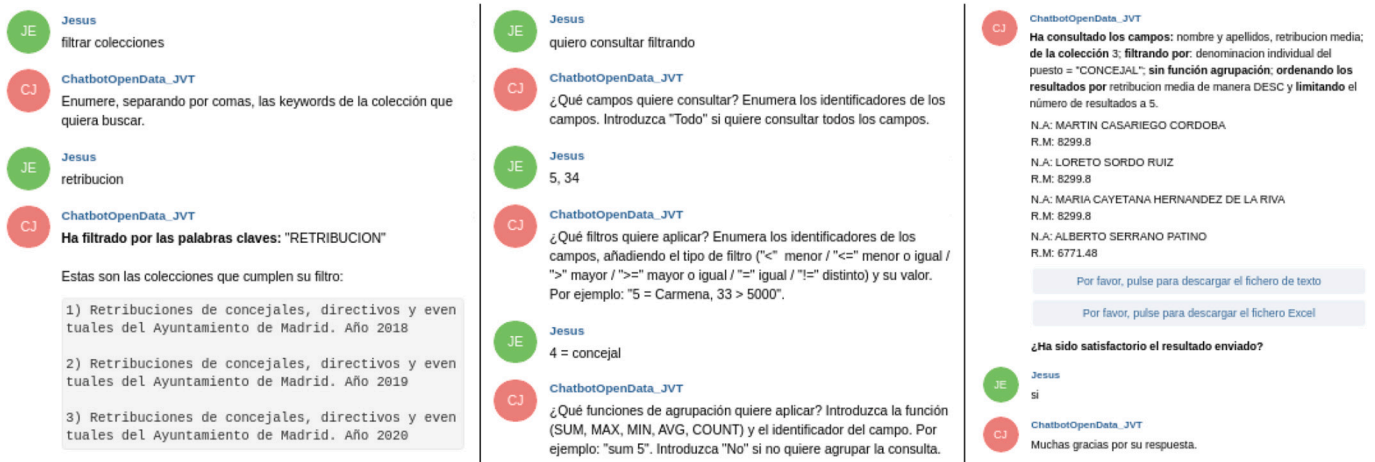 JE
Jesus
filtrar colecciones
CJ
ChatbotOpenData_JVT
Enumere, separando por comas, las keywords de la colección que
quiera buscar.
JE
Jesus
retribucion
CJ
ChatbotOpenData_JVT
Ha filtrado por las palabras claves: "RETRIBUCION"
Estas son las colecciones que cumplen su filtro:
1) Retribuciones de concejales, directivos y even
tuales del Ayuntamiento de Madrid. Año 2018
2) Retribuciones de concejales, directivos y even
tuales del Ayuntamiento de Madrid. Año 2019
3) Retribuciones de concejales, directivos y even
tuales del Ayuntamiento de Madrid. Año 2020
JE
Jesus
quiero consultar filtrando
CJ
ChatbotOpenData_JVT
¿Qué campos quiere consultar? Enumera los identificadores de los
campos. Introduzca "Todo" si quiere consultar todos los campos.
JE
Jesus
5, 34
CJ
ChatbotOpenData_JVT
¿Qué filtros quiere aplicar? Enumera los identificadores de los
campos, añadiendo el tipo de filtro ("<" menor / "<=" menor o igual /
">" mayor / ">=" mayor o igual / "=" igual / "!=" distinto) y su valor.
Por ejemplo: "5 = Carmena, 33 > 5000".
JE
Jesus
4 = concejal
CJ
ChatbotOpenData_JVT
¿Qué funciones de agrupación quiere aplicar? Introduzca la función
(SUM, MAX, MIN, AVG, COUNT) y el identificador del campo. Por
ejemplo: "sum 5". Introduzca "No" si no quiere agrupar la consulta.
CJ
ChatbotOpenData_JVT
Ha consultado los campos: nombre y apellidos, retribucion media;
de la colección 3; filtrando por: denominacion individual del
puesto = "CONCEJAL"; sin función agrupación; ordenando los
resultados por retribucion media de manera DESC y limitando el
número de resultados a 5.
N.A: MARTIN CASARIEGO CORDOBA
R.M: 8299.8
N.A: LORETO SORDO RUIZ
R.M: 8299.8
N.A: MARIA CAYETANA HERNANDEZ DE LA RIVA
R.M: 8299.8
N.A: ALBERTO SERRANO PATINO
R.M: 6771.48
Por favor, pulse para descargar el fichero de texto
Por favor, pulse para descargar el fichero Excel
¿Ha sido satisfactorio el resultado enviado?
JE
Jesus
si
CJ
ChatbotOpenData_JVT
Muchas gracias por su respuesta.